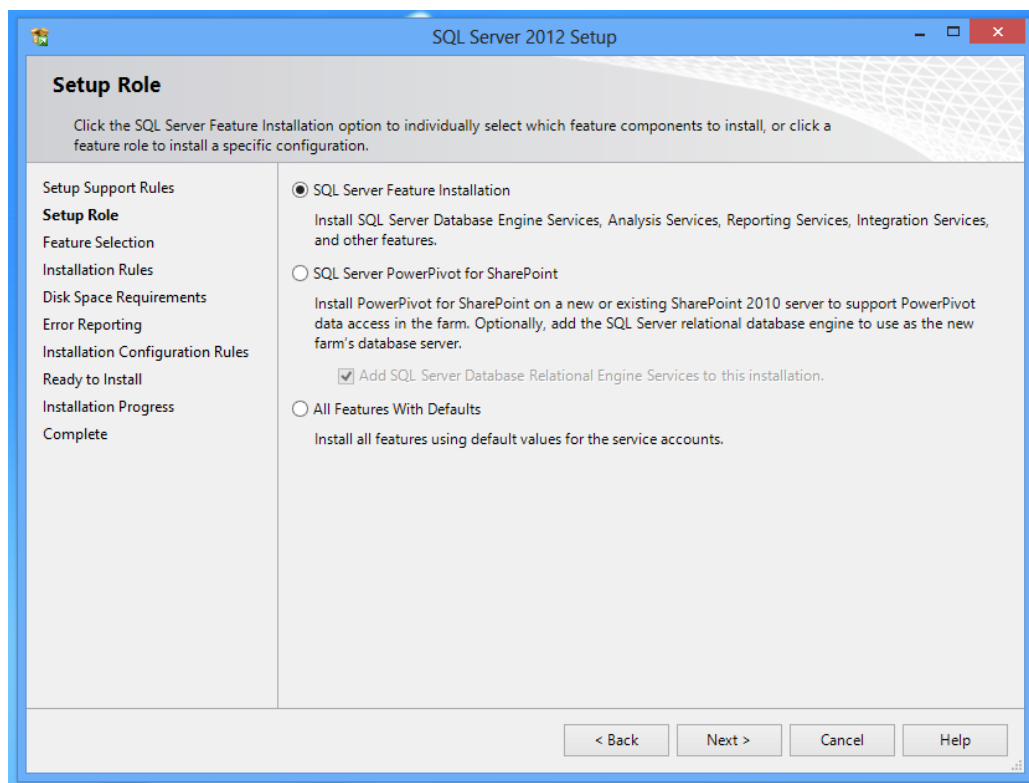 SQL Server 2012 Setup
Setup Role
Click the SQL Server Feature Installation option to individually select which feature components to install, or click a
feature role to install a specific configuration.
Setup Support Rules
Setup Role
Feature Selection
Installation Rules
Disk Space Requirements
Error Reporting
Installation Configuration Rules
Ready to Install
Installation Progress
Complete
SQL Server Feature Installation
Install SQL Server Database Engine Services, Analysis Services, Reporting Services, Integration Services,
and other features.
SQL Server PowerPivot for SharePoint
Install PowerPivot for SharePoint on a new or existing SharePoint 2010 server to support PowerPivot
data access in the farm. Optionally, add the SQL Server relational database engine to use as the new
farm's database server.
Add SQL Server Database Relational Engine Services to this installation.
All Features With Defaults
Install all features using default values for the service accounts.
< Back Next > Cancel Help